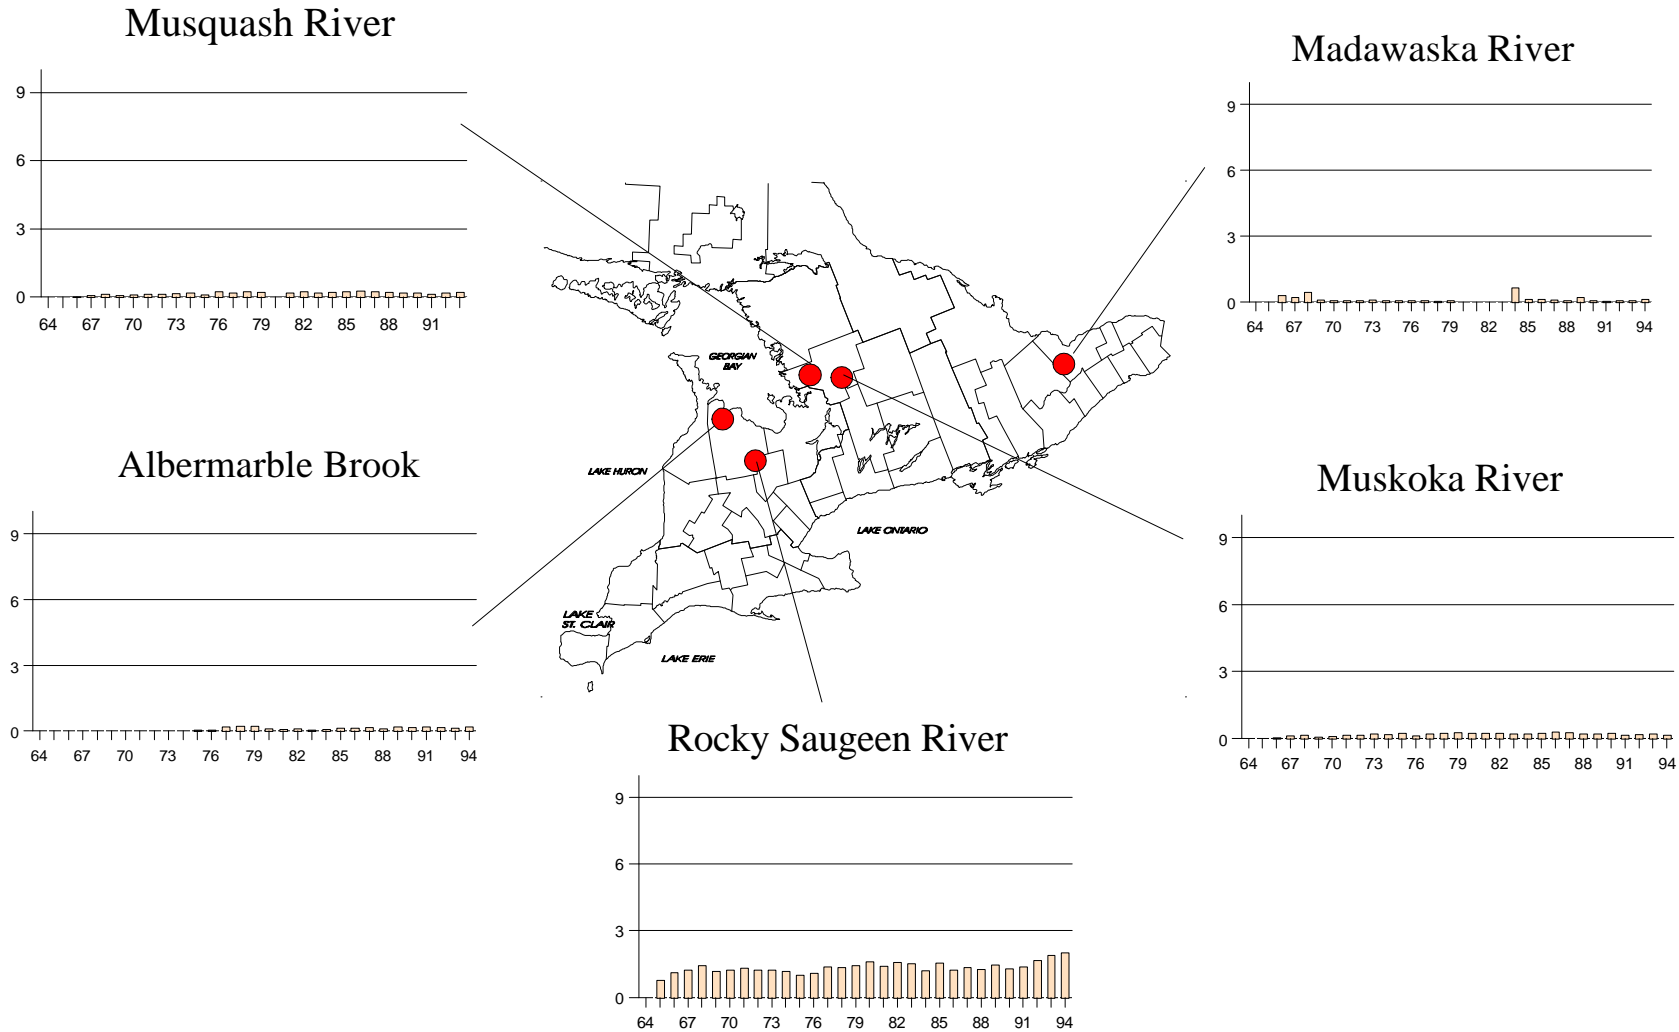 Musquash River
9
6
3
0
64 67 70 73 76 79 82 85 88 91
Madawaska River
9
6
3
0
64 67 70 73 76 79 82 85 88 91 94
GEORGIAN
BAY
LAKE HURON
LAKE ONTARIO
LAKE
ST. CLAIR
LAKE ERIE
Albermarble Brook
9
6
3
0
64 67 70 73 76 79 82 85 88 91 94
Muskoka River
9
6
3
0
64 67 70 73 76 79 82 85 88 91 94
Rocky Saugeen River
9
6
3
0
64 67 70 73 76 79 82 85 88 91 94